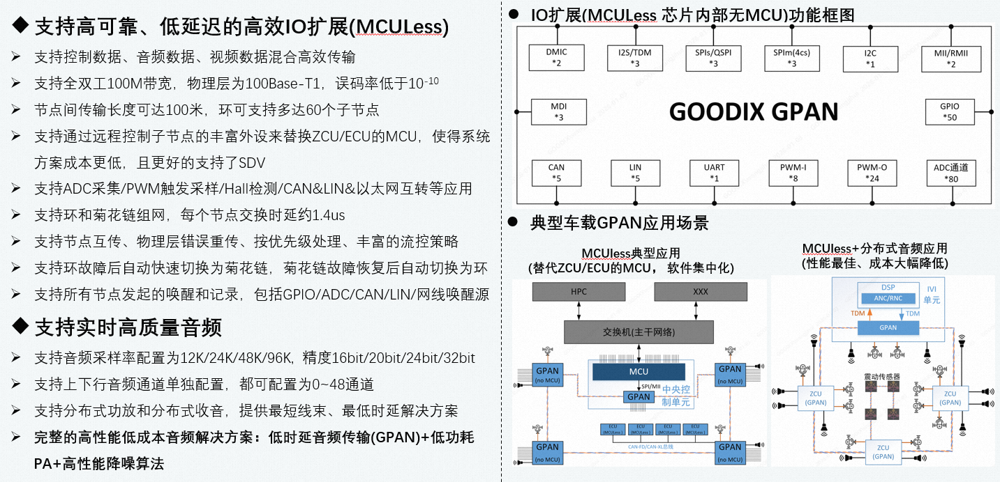 ◆ 支持高可靠、低延迟的高效IO扩展(MCULess)
➢ 支持控制数据、音频数据、视频数据混合高效传输
➢ 支持全双工100M带宽，物理层为100Base-T1，误码率低于10⁻¹⁰
➢ 节点间传输长度可达100米，环可支持多达60个子节点
➢ 支持通过远程控制子节点的丰富外设来替换ZCU/ECU的MCU，使得系统
方案成本更低，且更好的支持了SDV
➢ 支持ADC采集/PWM触发采样/Hall检测/CAN&LIN&以太网互转等应用
➢ 支持环和菊花链组网，每个节点交换时延约1.4us
➢ 支持节点互传、物理层错误重传、按优先级处理、丰富的流控策略
➢ 支持环故障后自动快速切换为菊花链，菊花链故障恢复后自动切换为环
➢ 支持所有节点发起的唤醒和记录，包括GPIO/ADC/CAN/LIN/网线唤醒源
◆ 支持实时高质量音频
➢ 支持音频采样率配置为12K/24K/48K/96K, 精度16bit/20bit/24bit/32bit
➢ 支持上下行音频通道单独配置，都可配置为0~48通道
➢ 支持分布式功放和分布式收音，提供最短线束、最低时延解决方案
➢ 完整的高性能低成本音频解决方案：低时延音频传输(GPAN)+低功耗
PA+高性能降噪算法
● IO扩展(MCULess 芯片内部无MCU)功能框图
DMIC
*2
I2S/TDM
*3
SPIs/QSPI
*3
SPIm(4cs)
*3
I2C
*1
MII/RMII
*2
MDI
*3
GOODIX GPAN
GPIO
*50
CAN
*5
LIN
*5
UART
*1
PWM-I
*8
PWM-O
*24
ADC通道
*80
● 典型车载GPAN应用场景
MCUless典型应用
(替代ZCU/ECU的MCU， 软件集中化)
HPC
XXX
交换机(主干网络)
MCU
SPI/MII
GPAN
中央控
制单元
GPAN
(no MCU)
GPAN
(no MCU)
GPAN
(no MCU)
GPAN
(no MCU)
ECU
(MCULess )
ECU
(MCULess )
ECU
(MCULess )
ECU
(MCULess )
CAN-FD/CAN-XL总线
MCUless+分布式音频应用
(性能最佳、成本大幅降低)
DSP
ANC/RNC
IVI
单元
TDM
TDM
GPAN
震动传感器
ZCU
(GPAN)
ZCU
(GPAN)
ZCU
(GPAN)